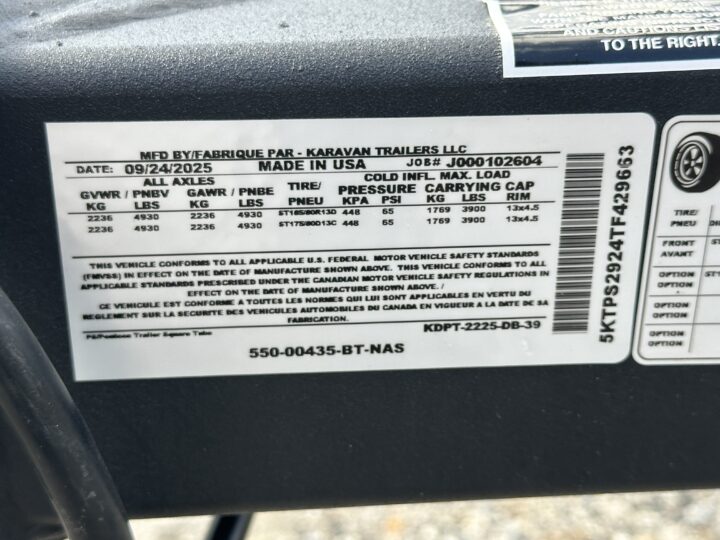 AND CAUTIONS
TO THE RIGHT.
MFD BY/FABRIQUE PAR - KARAVAN TRAILERS LLC
DATE: 09/24/2025 MADE IN USA JOB# J000102604
ALL AXLES COLD INFL. MAX. LOAD
GVWR / PNBV GAWR / PNBE TIRE/ PRESSURE CARRYING CAP
KG LBS KG LBS PNEU KPA PSI KG LBS RIM
2236 4930 2236 4930 ST185/80R13D 448 65 1769 3900 13x4.5
2236 4930 2236 4930 ST175/80D13C 448 65 1769 3900 13x4.5
THIS VEHICLE CONFORMS TO ALL APPLICABLE U.S. FEDERAL MOTOR VEHICLE SAFETY STANDARDS
(FMVSS) IN EFFECT ON THE DATE OF MANUFACTURE SHOWN ABOVE. THIS VEHICLE CONFORMS TO ALL
APPLICABLE STANDARDS PRESCRIBED UNDER THE CANADIAN MOTOR VEHICLE SAFETY REGULATIONS IN
EFFECT ON THE DATE OF MANUFACTURE SHOWN ABOVE. /
CE VEHICULE EST CONFORME A TOUTES LES NORMES QUI LUI SONT APPLICABLES EN VERTU DU
REGLEMENT SUR LA SECURITE DES VEHICULES AUTOMOBILES DU CANADA EN VIGUEUR A LA DATE DE SA
FABRICATION.
PS/Pontoon Trailer Square Tube KDPT-2225-DB-39
550-00435-BT-NAS
5KTPS2924TF429663
TIRE/
PNEU
FRONT
AVANT
OPTION
OPTION
OPTION
OPTION